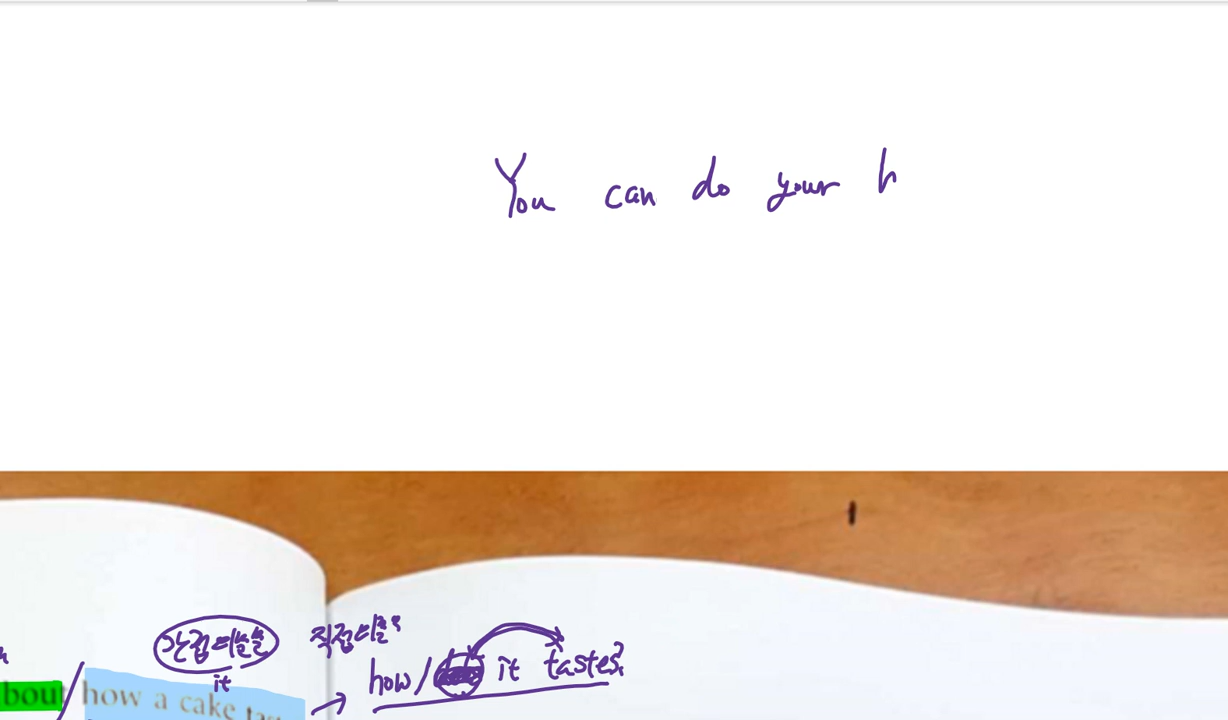 You can do your h
간접의문문 직접의문
how / it tastes?
it
bout how a cake